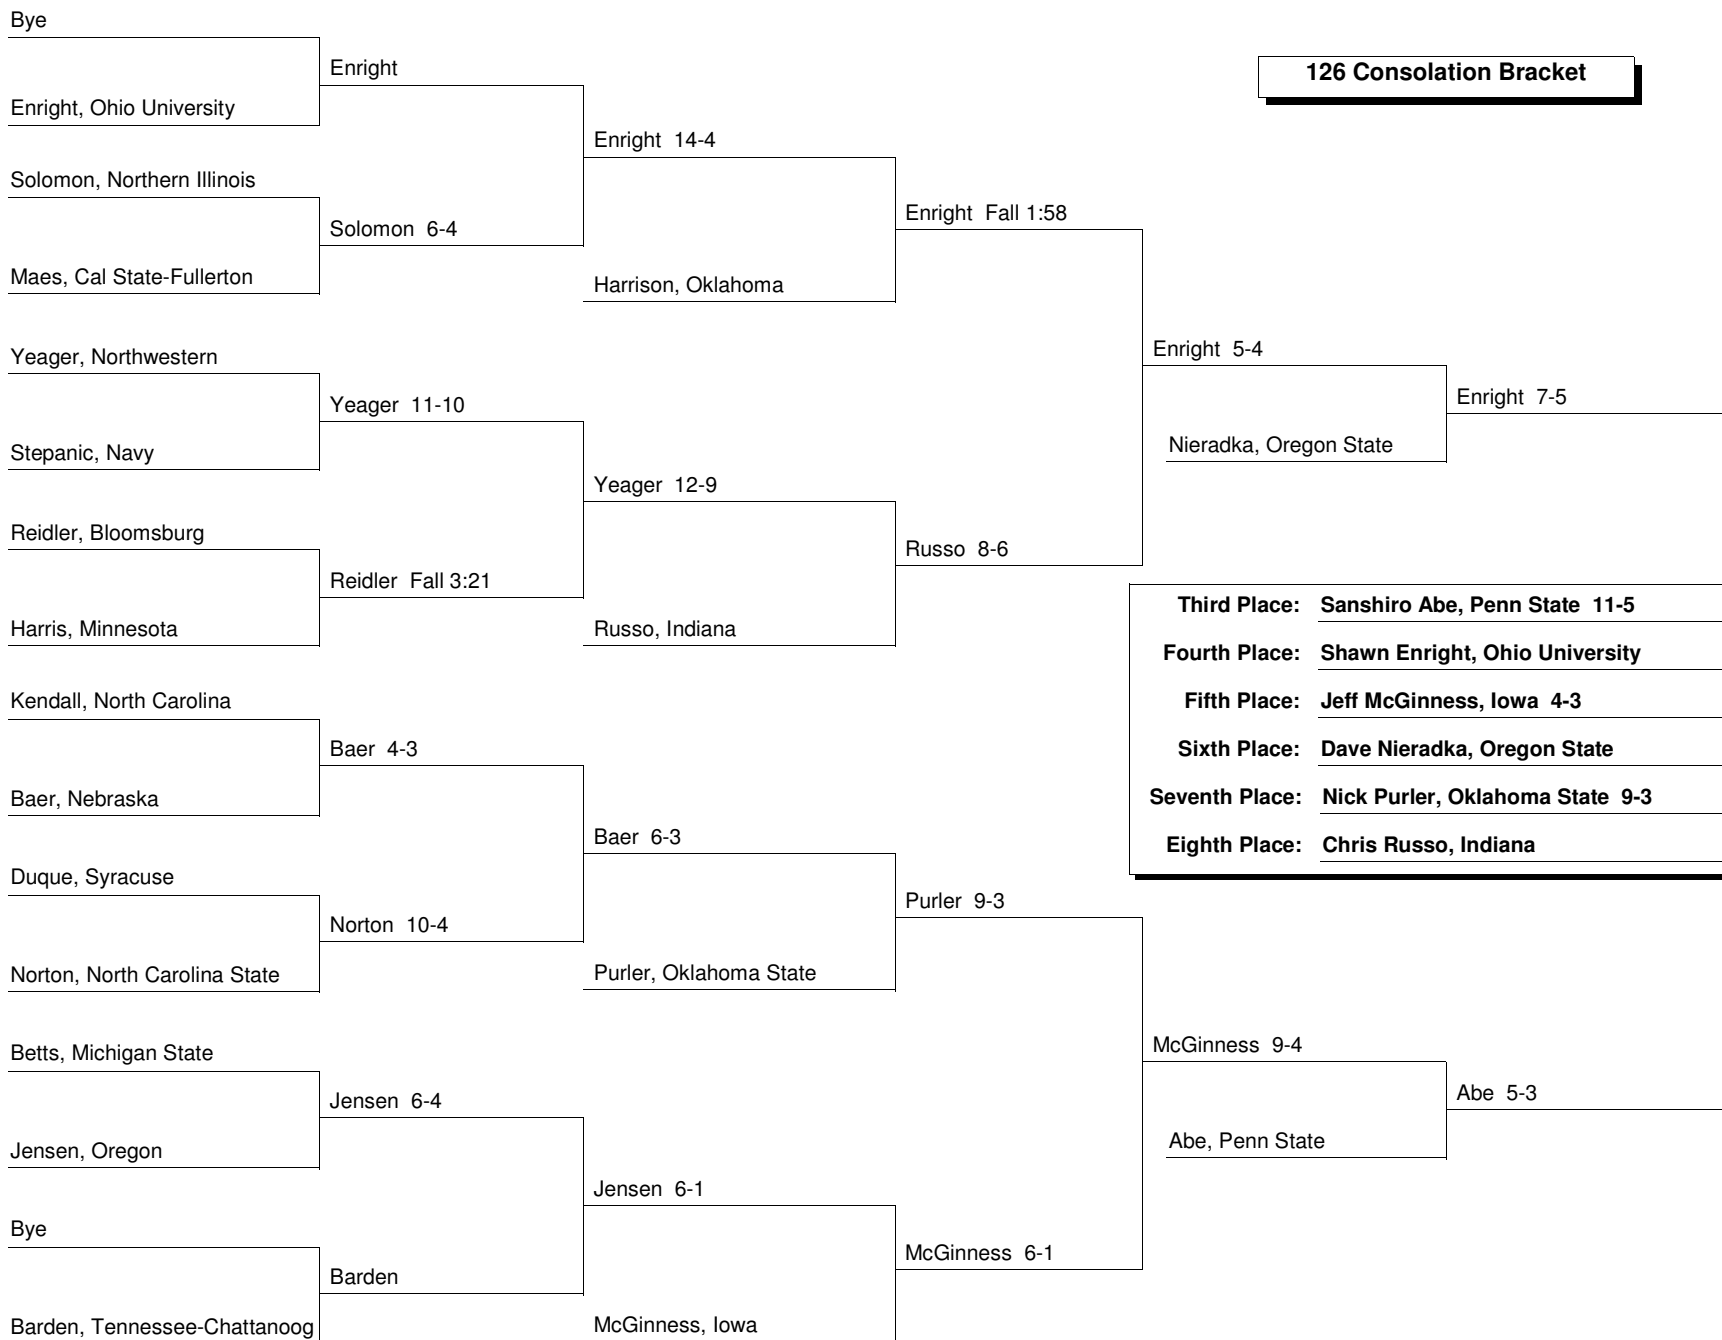 Bye
Enright, Ohio University
Solomon, Northern Illinois
Maes, Cal State-Fullerton
Yeager, Northwestern
Stepanic, Navy
Reidler, Bloomsburg
Harris, Minnesota
Kendall, North Carolina
Baer, Nebraska
Duque, Syracuse
Norton, North Carolina State
Betts, Michigan State
Jensen, Oregon
Bye
Barden, Tennessee-Chattanoog
Enright
Solomon 6-4
Yeager 11-10
Reidler Fall 3:21
Baer 4-3
Norton 10-4
Jensen 6-4
Barden
Enright 14-4
Harrison, Oklahoma
Yeager 12-9
Russo, Indiana
Baer 6-3
Purler, Oklahoma State
Jensen 6-1
McGinness, Iowa
Enright Fall 1:58
Russo 8-6
Purler 9-3
McGinness 6-1
Enright 5-4
Nieradka, Oregon State
McGinness 9-4
Abe, Penn State
Enright 7-5
Abe 5-3
126 Consolation Bracket
Third Place: Sanshiro Abe, Penn State 11-5
Fourth Place: Shawn Enright, Ohio University
Fifth Place: Jeff McGinness, Iowa 4-3
Sixth Place: Dave Nieradka, Oregon State
Seventh Place: Nick Purler, Oklahoma State 9-3
Eighth Place: Chris Russo, Indiana